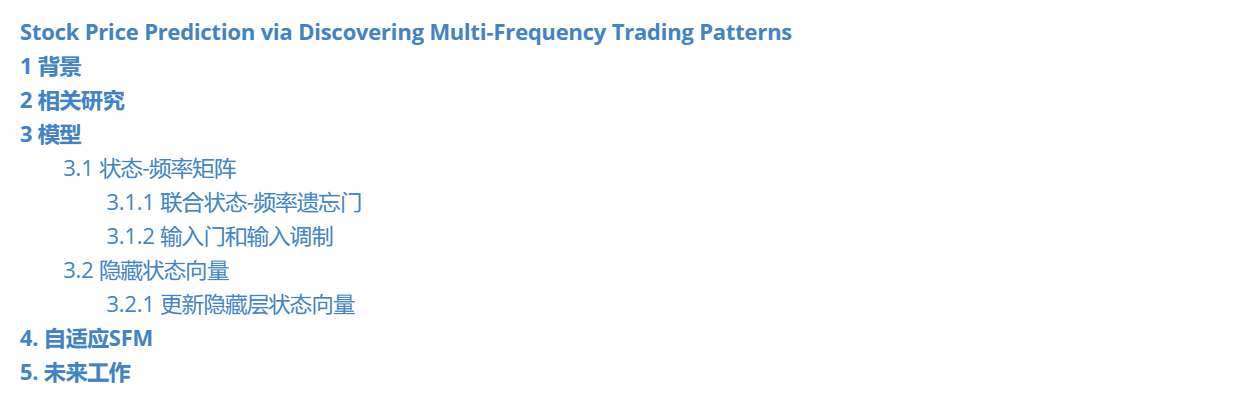 Stock Price Prediction via Discovering Multi-Frequency Trading Patterns
1 背景
2 相关研究
3 模型
3.1 状态-频率矩阵
3.1.1 联合状态-频率遗忘门
3.1.2 输入门和输入调制
3.2 隐藏状态向量
3.2.1 更新隐藏层状态向量
4. 自适应SFM
5. 未来工作